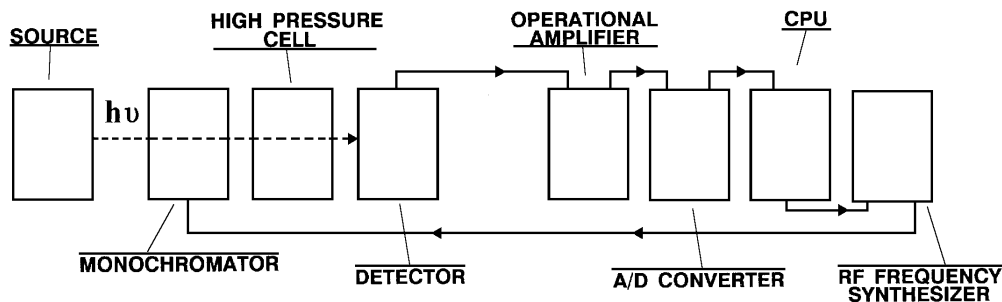 SOURCE
HIGH PRESSURE
CELL
OPERATIONAL
AMPLIFIER
CPU
hυ
MONOCHROMATOR
DETECTOR
A/D CONVERTER
RF FREQUENCY
SYNTHESIZER